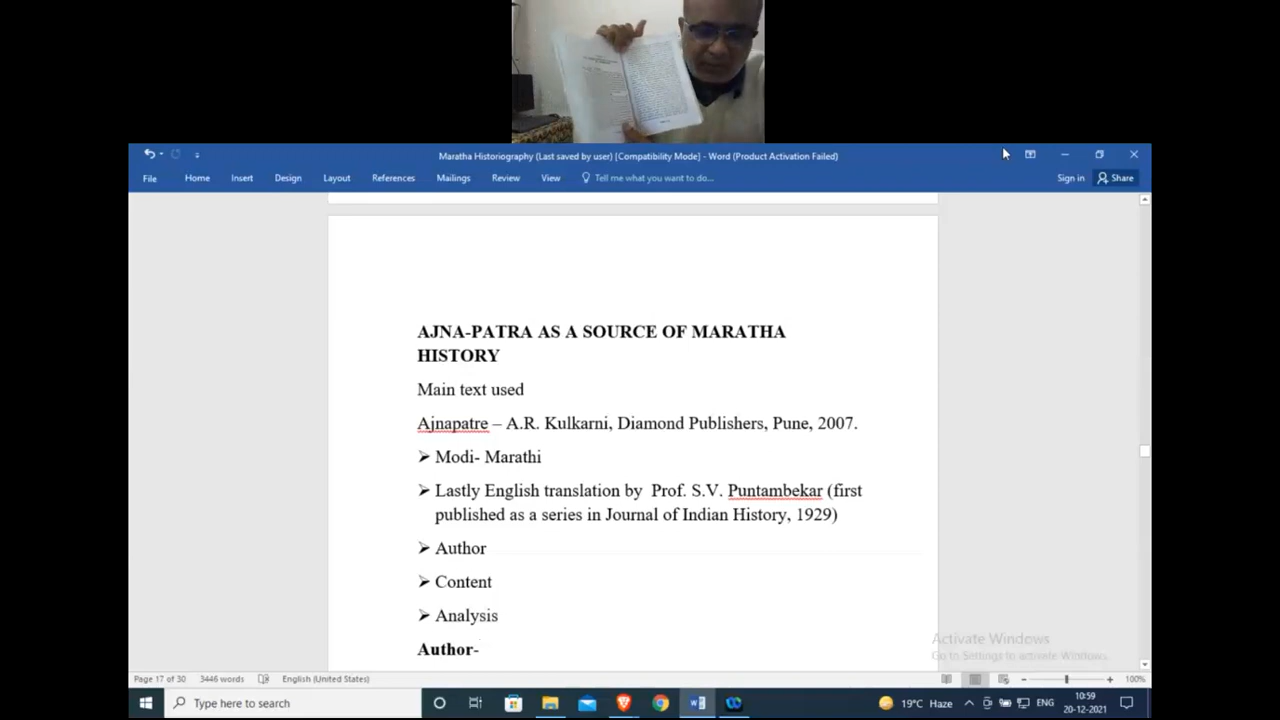 Maratha Historiography (Last saved by user) [Compatibility Mode] - Word (Product Activation Failed)
File Home Insert Design Layout References Mailings Review View Tell me what you want to do... Sign in Share
AJNA-PATRA AS A SOURCE OF MARATHA
HISTORY
Main text used
Ajnapatre – A.R. Kulkarni, Diamond Publishers, Pune, 2007.
➢ Modi- Marathi
➢ Lastly English translation by Prof. S.V. Puntambekar (first
published as a series in Journal of Indian History, 1929)
➢ Author
➢ Content
➢ Analysis
Author-
Activate Windows
Go to Settings to activate Windows.
Page 17 of 30 3446 words English (United States) 100%
Type here to search 19°C Haze ENG 10:59
20-12-2021